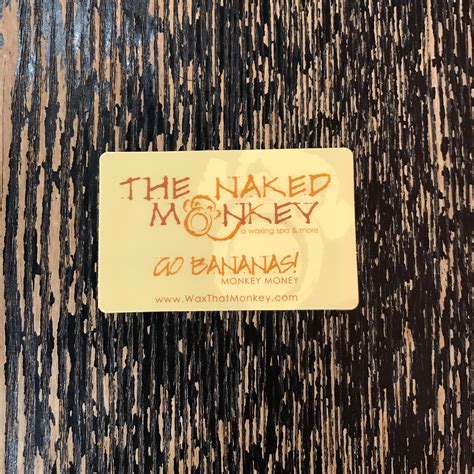 THE NAKED
MONKEY
a waxing spa & more
GO BANANAS!
MONKEY MONEY
www.WaxThatMonkey.com